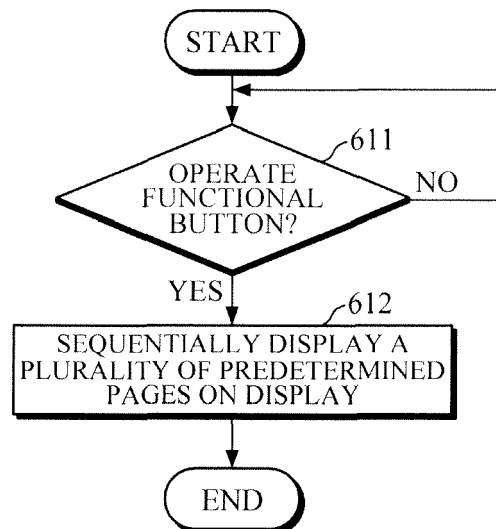 START
611
OPERATE
FUNCTIONAL
BUTTON?
NO
YES
612
SEQUENTIALLY DISPLAY A
PLURALITY OF PREDETERMINED
PAGES ON DISPLAY
END